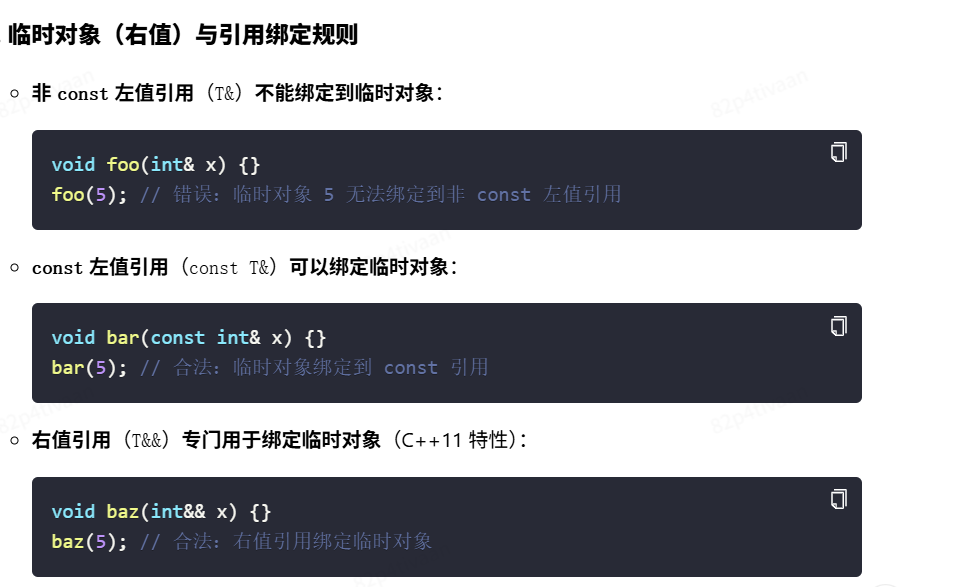 临时对象（右值）与引用绑定规则
非 const 左值引用（T&）不能绑定到临时对象：
void foo(int& x) {}
foo(5); // 错误：临时对象 5 无法绑定到非 const 左值引用
const 左值引用（const T&）可以绑定临时对象：
void bar(const int& x) {}
bar(5); // 合法：临时对象绑定到 const 引用
右值引用（T&&）专门用于绑定临时对象（C++11 特性）：
void baz(int&& x) {}
baz(5); // 合法：右值引用绑定临时对象